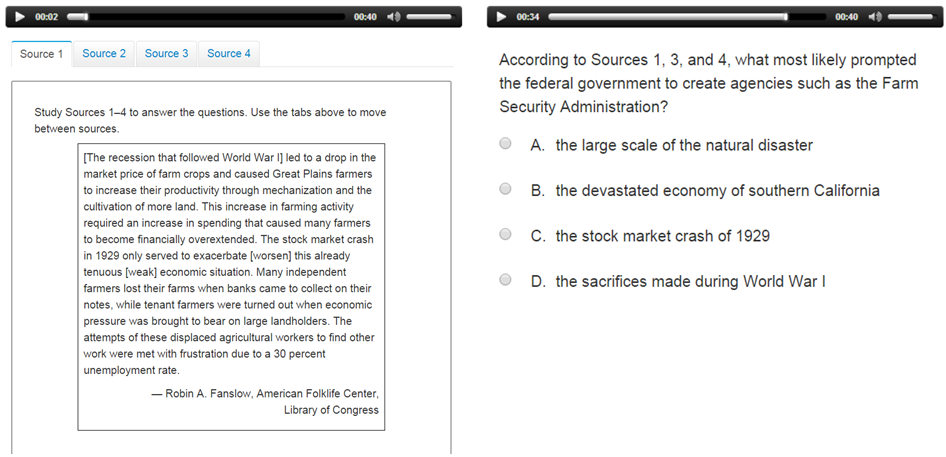 00:02 00:40
Source 1 Source 2 Source 3 Source 4
Study Sources 1–4 to answer the questions. Use the tabs above to move
between sources.
[The recession that followed World War I] led to a drop in the
market price of farm crops and caused Great Plains farmers
to increase their productivity through mechanization and the
cultivation of more land. This increase in farming activity
required an increase in spending that caused many farmers
to become financially overextended. The stock market crash
in 1929 only served to exacerbate [worsen] this already
tenuous [weak] economic situation. Many independent
farmers lost their farms when banks came to collect on their
notes, while tenant farmers were turned out when economic
pressure was brought to bear on large landholders. The
attempts of these displaced agricultural workers to find other
work were met with frustration due to a 30 percent
unemployment rate.
— Robin A. Fanslow, American Folklife Center,
Library of Congress
00:34 00:40
According to Sources 1, 3, and 4, what most likely prompted
the federal government to create agencies such as the Farm
Security Administration?
A. the large scale of the natural disaster
B. the devastated economy of southern California
C. the stock market crash of 1929
D. the sacrifices made during World War I